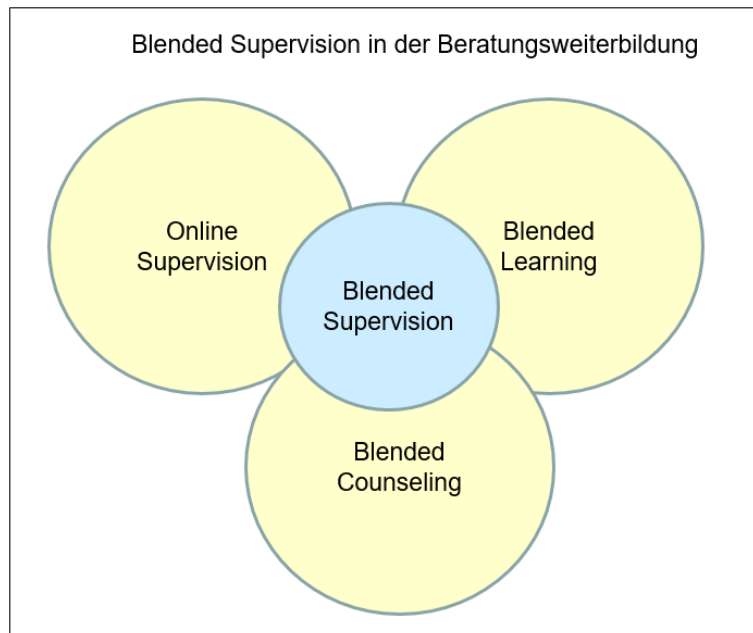 Blended Supervision in der Beratungsweiterbildung
Online
Supervision
Blended
Learning
Blended
Supervision
Blended
Counseling